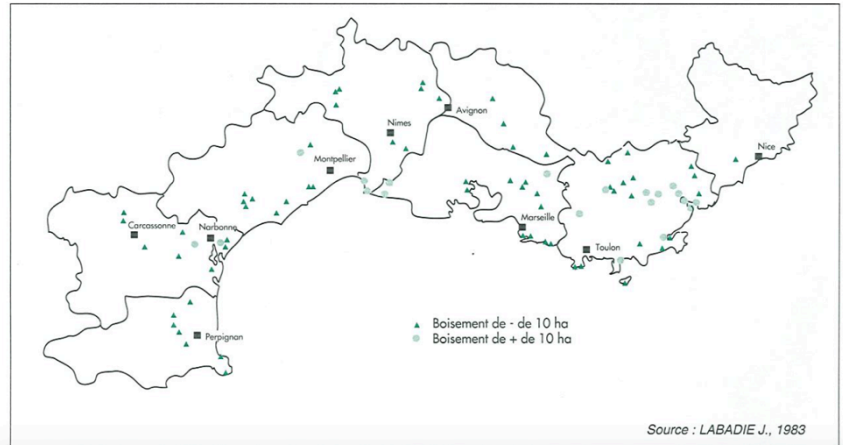 Avignon
Nîmes
Nice
Montpellier
Marseille
Carcassonne
Narbonne
Toulon
Perpignan
Boisement de - de 10 ha
Boisement de + de 10 ha
Source : LABADIE J., 1983